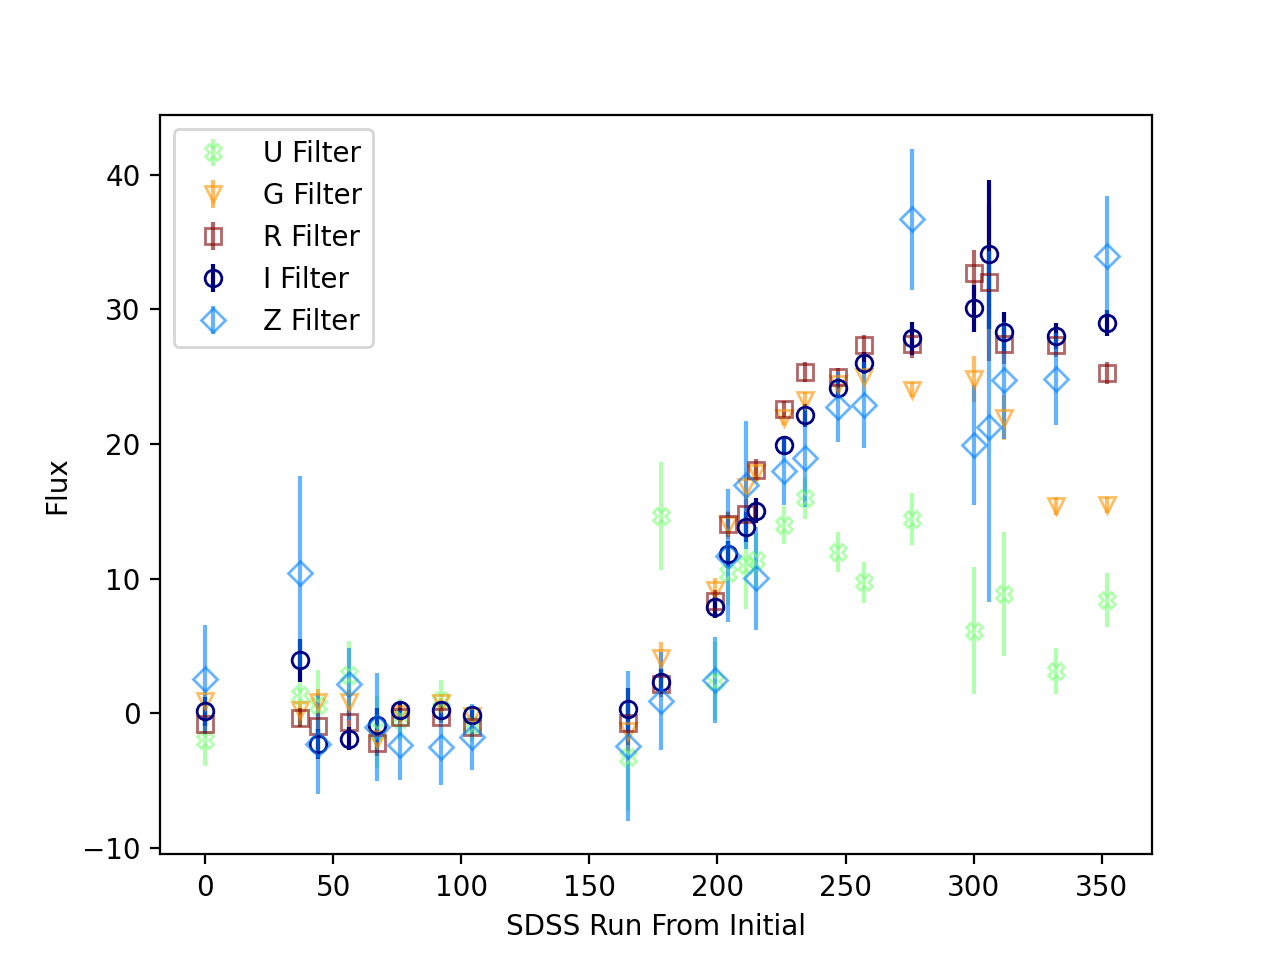 U Filter
G Filter
R Filter
I Filter
Z Filter
40
30
20
10
0
−10
Flux
0 50 100 150 200 250 300 350
SDSS Run From Initial